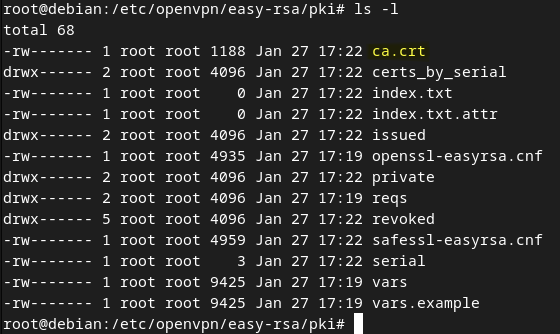 root@debian:/etc/openvpn/easy-rsa/pki# ls -l
total 68
-rw------- 1 root root 1188 Jan 27 17:22 ca.crt
drwx------ 2 root root 4096 Jan 27 17:22 certs_by_serial
-rw------- 1 root root    0 Jan 27 17:22 index.txt
-rw------- 1 root root    0 Jan 27 17:22 index.txt.attr
drwx------ 2 root root 4096 Jan 27 17:22 issued
-rw------- 1 root root 4935 Jan 27 17:19 openssl-easyrsa.cnf
drwx------ 2 root root 4096 Jan 27 17:22 private
drwx------ 2 root root 4096 Jan 27 17:19 reqs
drwx------ 5 root root 4096 Jan 27 17:22 revoked
-rw------- 1 root root 4959 Jan 27 17:22 safessl-easyrsa.cnf
-rw------- 1 root root    3 Jan 27 17:22 serial
-rw------- 1 root root 9425 Jan 27 17:19 vars
-rw------- 1 root root 9425 Jan 27 17:19 vars.example
root@debian:/etc/openvpn/easy-rsa/pki#